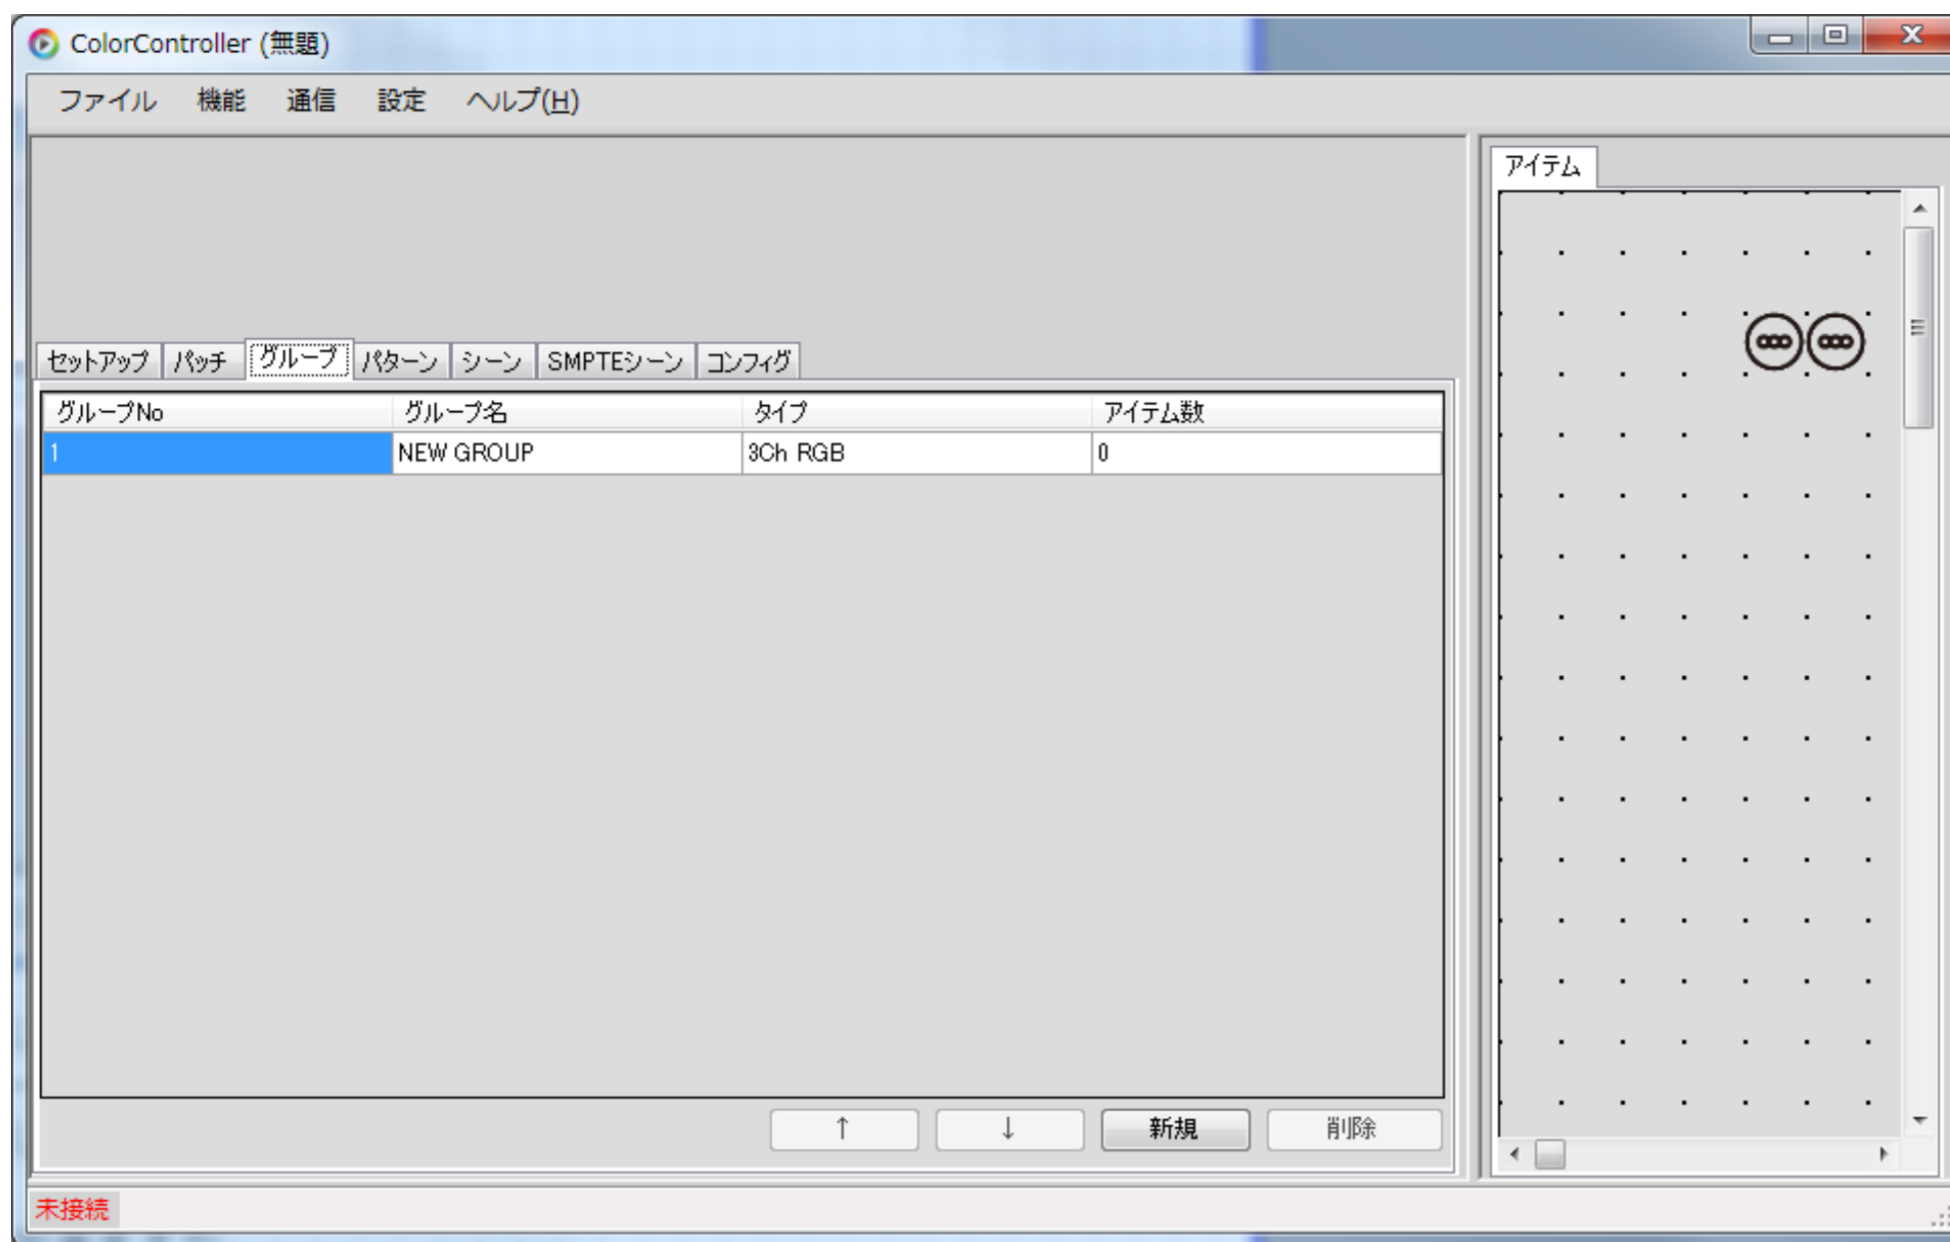 ColorController (無題)
ファイル 機能 通信 設定 ヘルプ(H)
アイテム
セットアップ パッチ グループ パターン シーン SMPTEシーン コンフィグ
グループNo グループ名 タイプ アイテム数
1 NEW GROUP 3Ch RGB 0
↑ ↓ 新規 削除
未接続